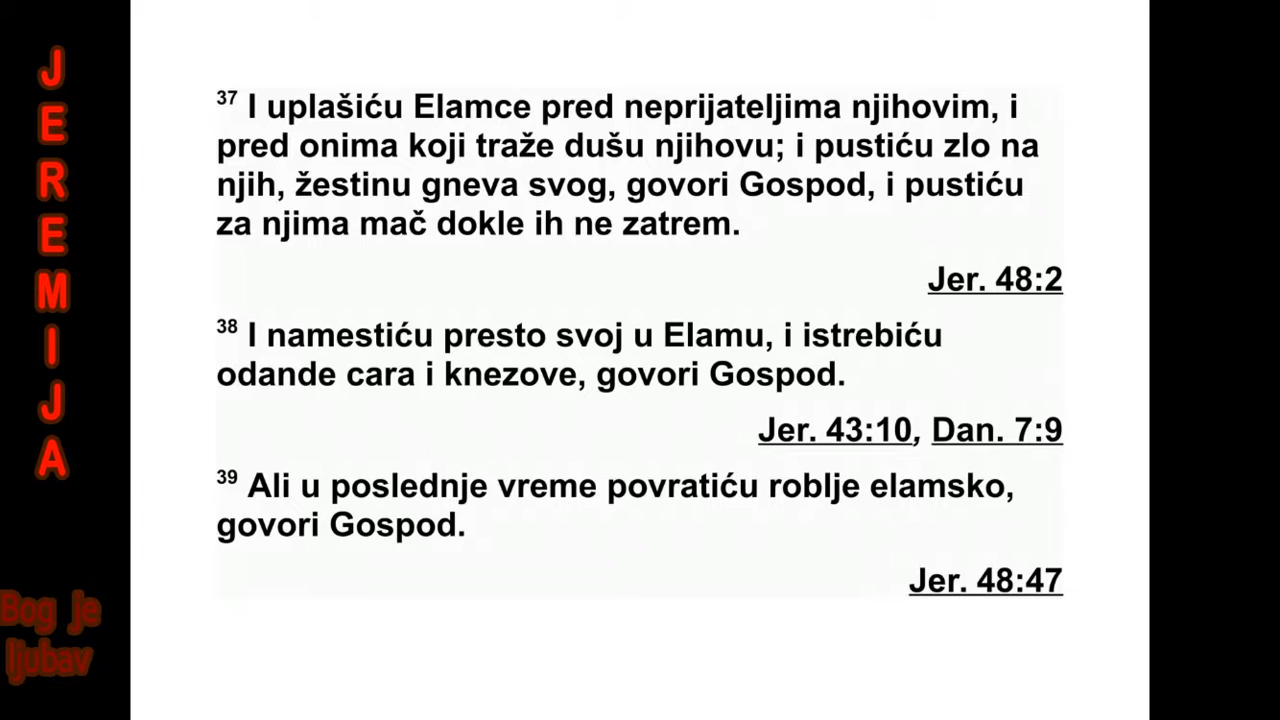 JEREMIJA
Bog je
ljubav
37 I uplašiću Elamce pred neprijateljima njihovim, i
pred onima koji traže dušu njihovu; i pustiću zlo na
njih, žestinu gneva svog, govori Gospod, i pustiću
za njima mač dokle ih ne zatrem.
Jer. 48:2
38 I namestiću presto svoj u Elamu, i istrebiću
odande cara i knezove, govori Gospod.
Jer. 43:10, Dan. 7:9
39 Ali u poslednje vreme povratiću roblje elamsko,
govori Gospod.
Jer. 48:47